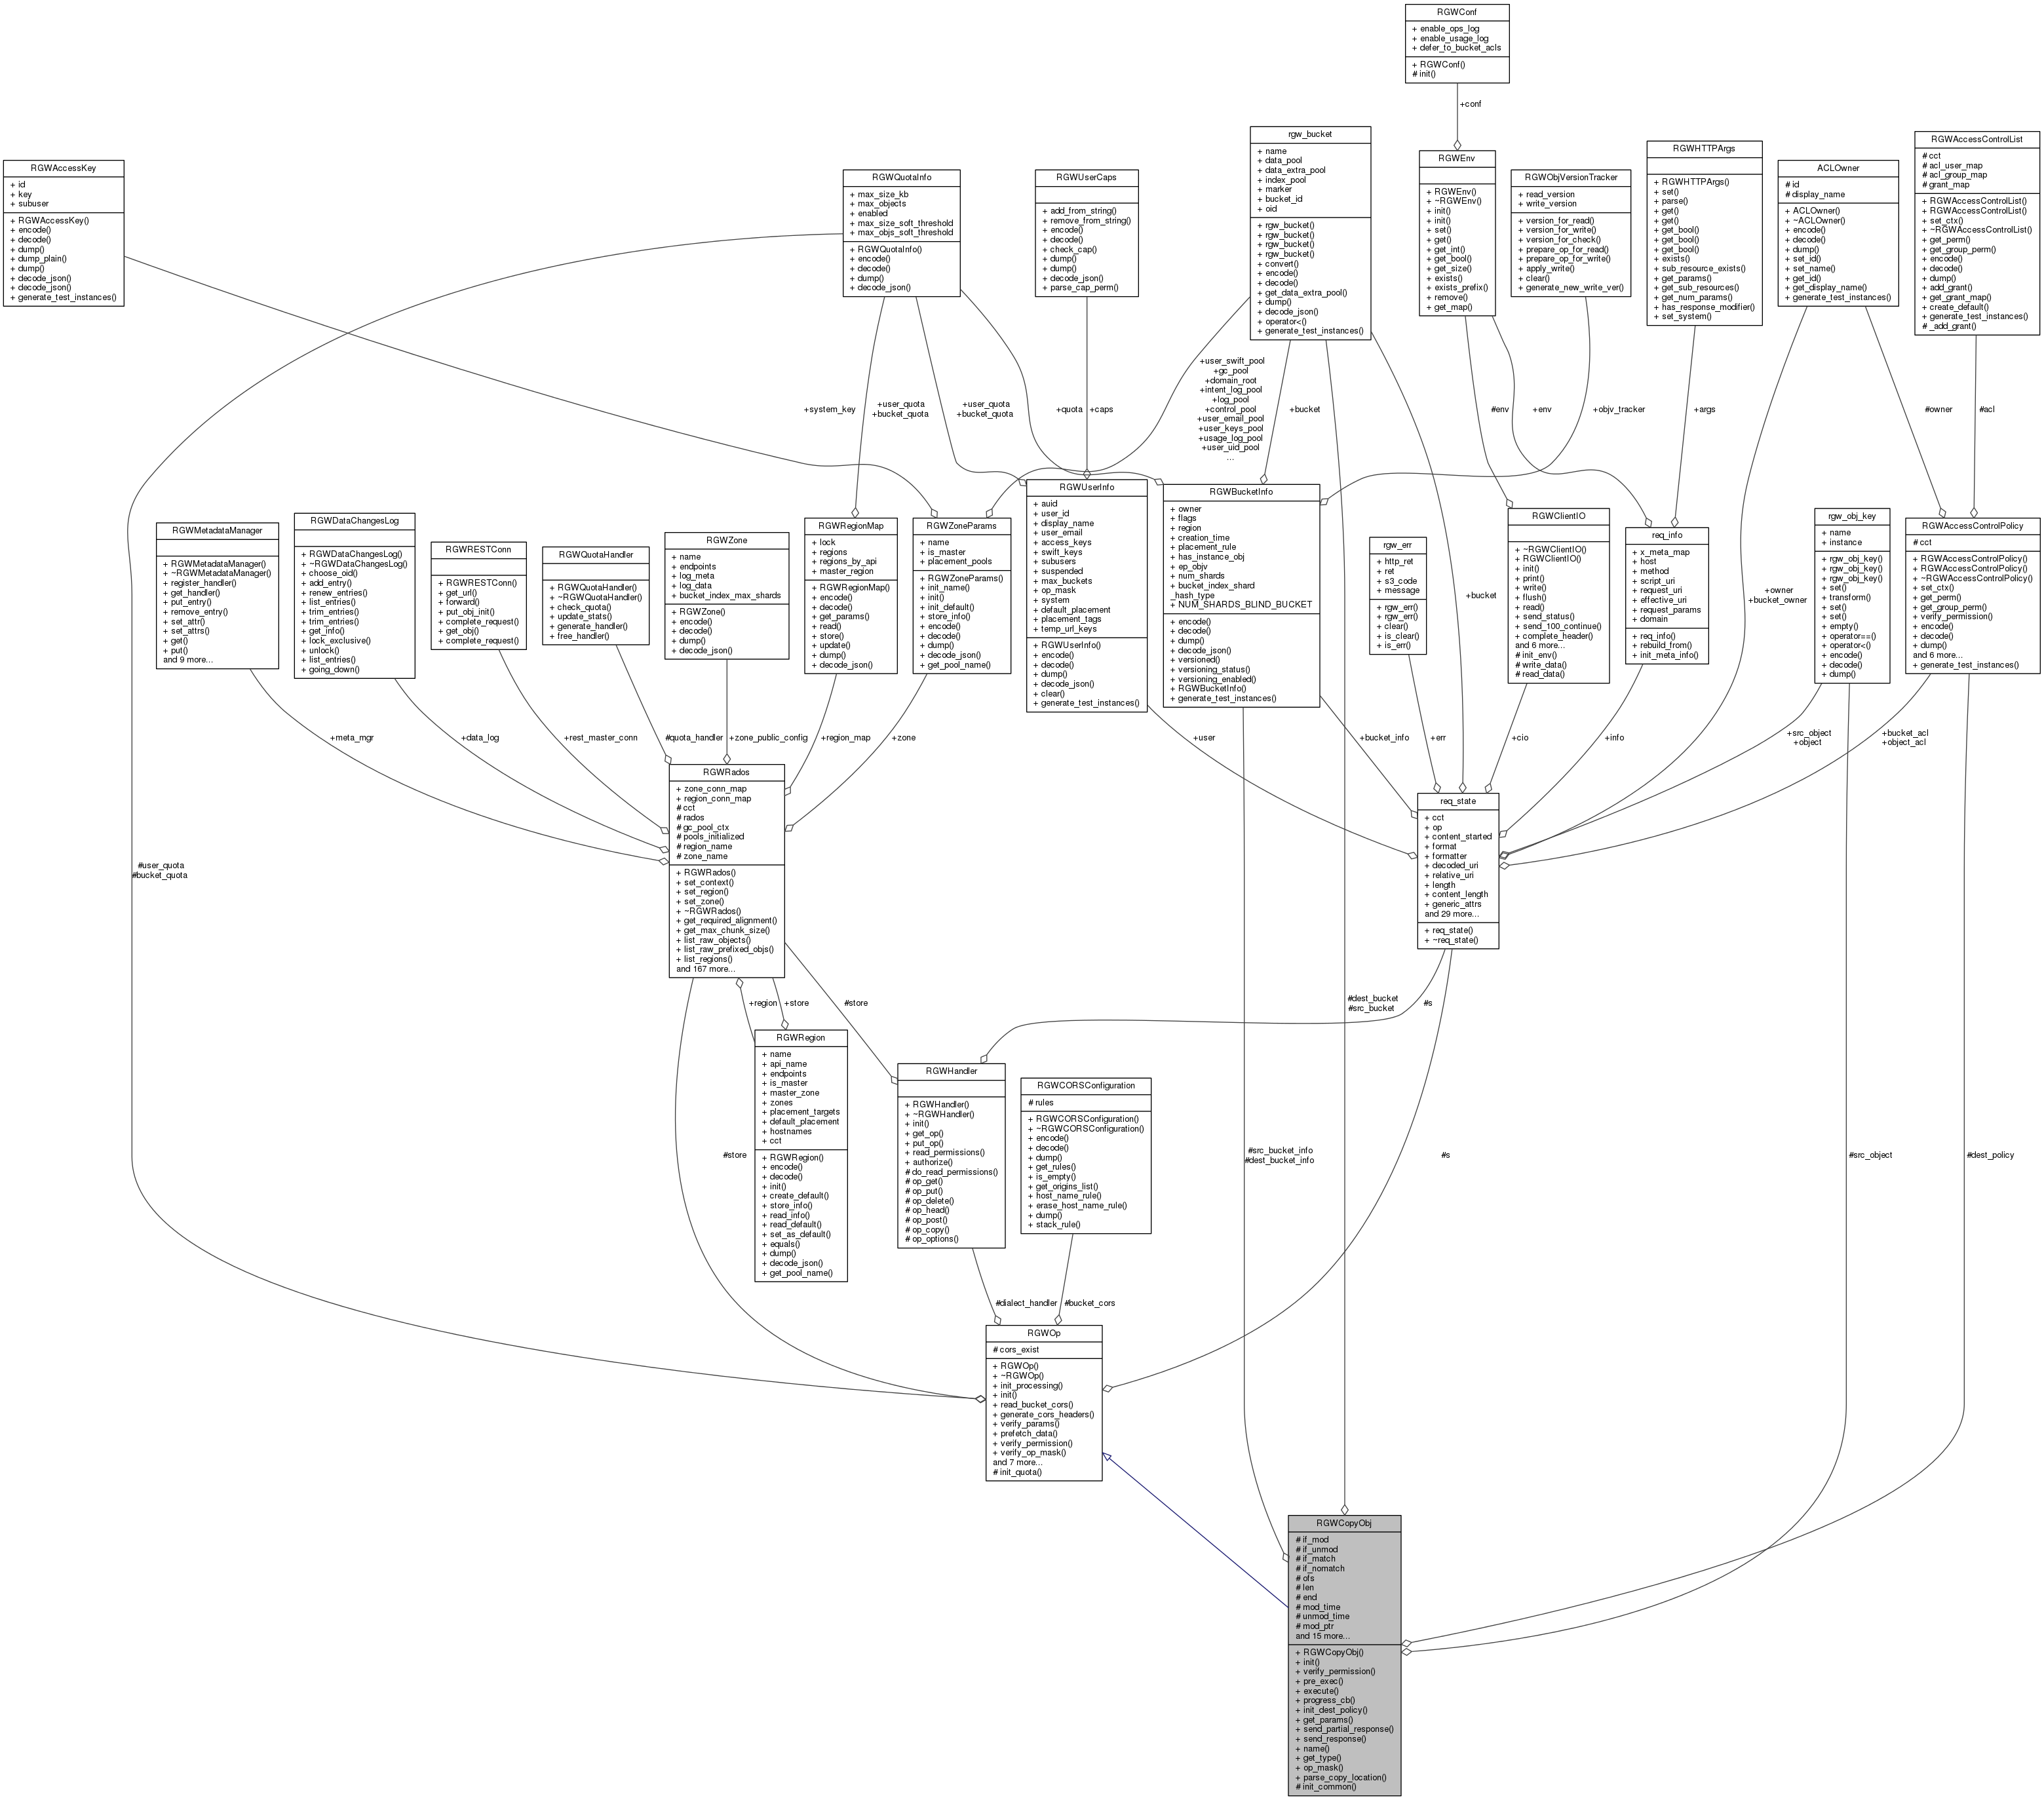 RGWConf
+ enable_ops_log
+ enable_usage_log
+ defer_to_bucket_acls
+ RGWConf()
# init()
+conf
RGWAccessKey
+ id
+ key
+ subuser
+ RGWAccessKey()
+ encode()
+ decode()
+ dump()
+ dump_plain()
+ dump()
+ decode_json()
+ decode_json()
+ generate_test_instances()
RGWQuotaInfo
+ max_size_kb
+ max_objects
+ enabled
+ max_size_soft_threshold
+ max_objs_soft_threshold
+ RGWQuotaInfo()
+ encode()
+ decode()
+ dump()
+ decode_json()
RGWUserCaps
+ add_from_string()
+ remove_from_string()
+ encode()
+ decode()
+ check_cap()
+ dump()
+ dump()
+ decode_json()
+ parse_cap_perm()
rgw_bucket
+ name
+ data_pool
+ data_extra_pool
+ index_pool
+ marker
+ bucket_id
+ oid
+ rgw_bucket()
+ rgw_bucket()
+ rgw_bucket()
+ rgw_bucket()
+ convert()
+ encode()
+ decode()
+ get_data_extra_pool()
+ dump()
+ decode_json()
+ operator<()
+ generate_test_instances()
RGWEnv
+ RGWEnv()
+ ~RGWEnv()
+ init()
+ init()
+ set()
+ get()
+ get_int()
+ get_bool()
+ get_size()
+ exists()
+ exists_prefix()
+ remove()
+ get_map()
RGWObjVersionTracker
+ read_version
+ write_version
+ version_for_read()
+ version_for_write()
+ version_for_check()
+ prepare_op_for_read()
+ prepare_op_for_write()
+ apply_write()
+ clear()
+ generate_new_write_ver()
RGWHTTPArgs
+ RGWHTTPArgs()
+ set()
+ parse()
+ get()
+ get()
+ get_bool()
+ get_bool()
+ get_bool()
+ exists()
+ sub_resource_exists()
+ get_params()
+ get_sub_resources()
+ get_num_params()
+ has_response_modifier()
+ set_system()
ACLOwner
# id
# display_name
+ ACLOwner()
+ ~ACLOwner()
+ encode()
+ decode()
+ dump()
+ set_id()
+ set_name()
+ get_id()
+ get_display_name()
+ generate_test_instances()
RGWAccessControlList
# cct
# acl_user_map
# acl_group_map
# grant_map
+ RGWAccessControlList()
+ RGWAccessControlList()
+ set_ctx()
+ ~RGWAccessControlList()
+ get_perm()
+ get_group_perm()
+ encode()
+ decode()
+ dump()
+ add_grant()
+ get_grant_map()
+ create_default()
+ generate_test_instances()
# _add_grant()
+system_key
+user_quota
+bucket_quota
+user_quota
+bucket_quota
+quota
+caps
+user_swift_pool
+gc_pool
+domain_root
+intent_log_pool
+log_pool
+control_pool
+user_email_pool
+user_keys_pool
+usage_log_pool
+user_uid_pool
...
+bucket
#env
+env
+objv_tracker
+args
#owner
#acl
RGWMetadataManager
+ RGWMetadataManager()
+ ~RGWMetadataManager()
+ register_handler()
+ get_handler()
+ put_entry()
+ remove_entry()
+ set_attr()
+ set_attrs()
+ get()
+ put()
and 9 more...
RGWDataChangesLog
+ RGWDataChangesLog()
+ ~RGWDataChangesLog()
+ choose_oid()
+ add_entry()
+ renew_entries()
+ list_entries()
+ trim_entries()
+ trim_entries()
+ get_info()
+ lock_exclusive()
+ unlock()
+ list_entries()
+ going_down()
RGWRESTConn
+ RGWRESTConn()
+ get_url()
+ forward()
+ put_obj_init()
+ complete_request()
+ get_obj()
+ complete_request()
RGWQuotaHandler
+ RGWQuotaHandler()
+ ~RGWQuotaHandler()
+ check_quota()
+ update_stats()
+ generate_handler()
+ free_handler()
RGWZone
+ name
+ endpoints
+ log_meta
+ log_data
+ bucket_index_max_shards
+ RGWZone()
+ encode()
+ decode()
+ dump()
+ decode_json()
RGWRegionMap
+ lock
+ regions
+ regions_by_api
+ master_region
+ RGWRegionMap()
+ encode()
+ decode()
+ get_params()
+ read()
+ store()
+ update()
+ dump()
+ decode_json()
RGWZoneParams
+ name
+ is_master
+ placement_pools
+ RGWZoneParams()
+ init_name()
+ init()
+ init_default()
+ store_info()
+ encode()
+ decode()
+ dump()
+ decode_json()
+ get_pool_name()
RGWUserInfo
+ auid
+ user_id
+ display_name
+ user_email
+ access_keys
+ swift_keys
+ subusers
+ suspended
+ max_buckets
+ op_mask
+ system
+ default_placement
+ placement_tags
+ temp_url_keys
+ RGWUserInfo()
+ encode()
+ decode()
+ dump()
+ decode_json()
+ clear()
+ generate_test_instances()
RGWBucketInfo
+ owner
+ flags
+ region
+ creation_time
+ placement_rule
+ has_instance_obj
+ ep_objv
+ num_shards
+ bucket_index_shard
_hash_type
+ NUM_SHARDS_BLIND_BUCKET
+ encode()
+ decode()
+ dump()
+ decode_json()
+ versioned()
+ versioning_status()
+ versioning_enabled()
+ RGWBucketInfo()
+ generate_test_instances()
rgw_err
+ http_ret
+ ret
+ s3_code
+ message
+ rgw_err()
+ rgw_err()
+ clear()
+ is_clear()
+ is_err()
+bucket
RGWClientIO
+ ~RGWClientIO()
+ RGWClientIO()
+ init()
+ print()
+ write()
+ flush()
+ read()
+ send_status()
+ send_100_continue()
+ complete_header()
and 6 more...
# init_env()
# write_data()
# read_data()
req_info
+ x_meta_map
+ host
+ method
+ script_uri
+ request_uri
+ effective_uri
+ request_params
+ domain
+ req_info()
+ rebuild_from()
+ init_meta_info()
+owner
+bucket_owner
rgw_obj_key
+ name
+ instance
+ rgw_obj_key()
+ rgw_obj_key()
+ rgw_obj_key()
+ set()
+ transform()
+ set()
+ set()
+ empty()
+ operator==()
+ operator<()
+ encode()
+ decode()
+ dump()
RGWAccessControlPolicy
# cct
+ RGWAccessControlPolicy()
+ RGWAccessControlPolicy()
+ ~RGWAccessControlPolicy()
+ set_ctx()
+ get_perm()
+ get_group_perm()
+ verify_permission()
+ encode()
+ decode()
+ dump()
and 6 more...
+ generate_test_instances()
+meta_mgr
+data_log
+rest_master_conn
#quota_handler
+zone_public_config
+region_map
+zone
+user
+bucket_info
+err
+cio
+info
+src_object
+object
+bucket_acl
+object_acl
RGWRados
+ zone_conn_map
+ region_conn_map
# cct
# rados
# gc_pool_ctx
# pools_initialized
# region_name
# zone_name
+ RGWRados()
+ set_context()
+ set_region()
+ set_zone()
+ ~RGWRados()
+ get_required_alignment()
+ get_max_chunk_size()
+ list_raw_objects()
+ list_raw_prefixed_objs()
+ list_regions()
and 167 more...
req_state
+ cct
+ op
+ content_started
+ format
+ formatter
+ decoded_uri
+ relative_uri
+ length
+ content_length
+ generic_attrs
and 29 more...
+ req_state()
+ ~req_state()
#user_quota
#bucket_quota
+region
+store
#store
#dest_bucket
#src_bucket
#s
RGWRegion
+ name
+ api_name
+ endpoints
+ is_master
+ master_zone
+ zones
+ placement_targets
+ default_placement
+ hostnames
+ cct
+ RGWRegion()
+ encode()
+ decode()
+ init()
+ create_default()
+ store_info()
+ read_info()
+ read_default()
+ set_as_default()
+ equals()
+ dump()
+ decode_json()
+ get_pool_name()
RGWHandler
+ RGWHandler()
+ ~RGWHandler()
+ init()
+ get_op()
+ put_op()
+ read_permissions()
+ authorize()
# do_read_permissions()
# op_get()
# op_put()
# op_delete()
# op_head()
# op_post()
# op_copy()
# op_options()
RGWCORSConfiguration
# rules
+ RGWCORSConfiguration()
+ ~RGWCORSConfiguration()
+ encode()
+ decode()
+ dump()
+ get_rules()
+ is_empty()
+ get_origins_list()
+ host_name_rule()
+ erase_host_name_rule()
+ dump()
+ stack_rule()
#store
#src_bucket_info
#dest_bucket_info
#s
#src_object
#dest_policy
#dialect_handler
#bucket_cors
RGWOp
# cors_exist
+ RGWOp()
+ ~RGWOp()
+ init_processing()
+ init()
+ read_bucket_cors()
+ generate_cors_headers()
+ verify_params()
+ prefetch_data()
+ verify_permission()
+ verify_op_mask()
and 7 more...
# init_quota()
RGWCopyObj
# if_mod
# if_unmod
# if_match
# if_nomatch
# ofs
# len
# end
# mod_time
# unmod_time
# mod_ptr
and 15 more...
+ RGWCopyObj()
+ init()
+ verify_permission()
+ pre_exec()
+ execute()
+ progress_cb()
+ init_dest_policy()
+ get_params()
+ send_partial_response()
+ send_response()
+ name()
+ get_type()
+ op_mask()
+ parse_copy_location()
# init_common()